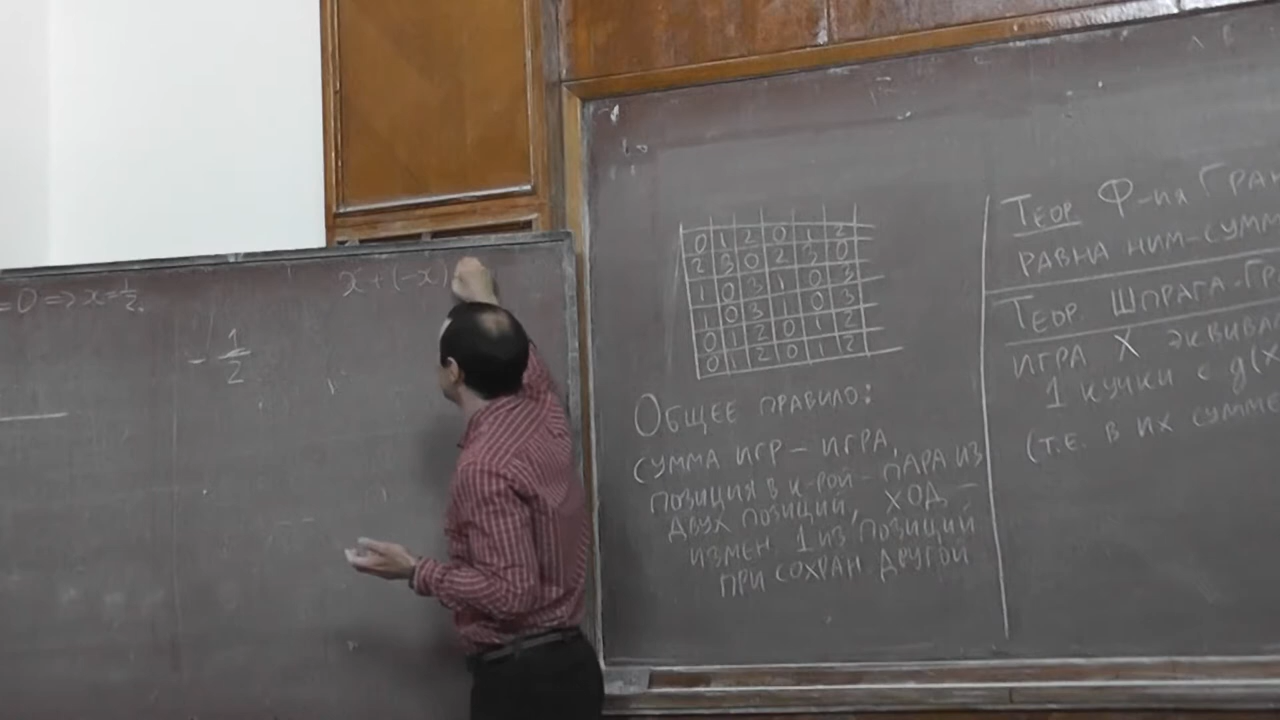 =0 => x=1/2.
- 1/2
x+(-x)
0 1 2 0 1 2
2 3 0 2 3 0
1 0 3 1 0 3
1 0 3 1 0 3
0 1 2 0 1 2
0 1 2 0 1 2
ОБЩЕЕ ПРАВИЛО:
СУММА ИГР – ИГРА,
ПОЗИЦИЯ В К-РОЙ – ПАРА ИЗ
ДВУХ ПОЗИЦИЙ, ХОД –
ИЗМЕН. 1 ИЗ ПОЗИЦИЙ
ПРИ СОХРАН ДРУГОЙ
ТЕОР Ф-ИЯ ГРАН
РАВНА НИМ-СУММ
ТЕОР. ШПРАГА-ГР
ИГРА X ЭКВИВАЛ
1 КУЧКИ С g(X
(Т.Е. В ИХ СУММЕ